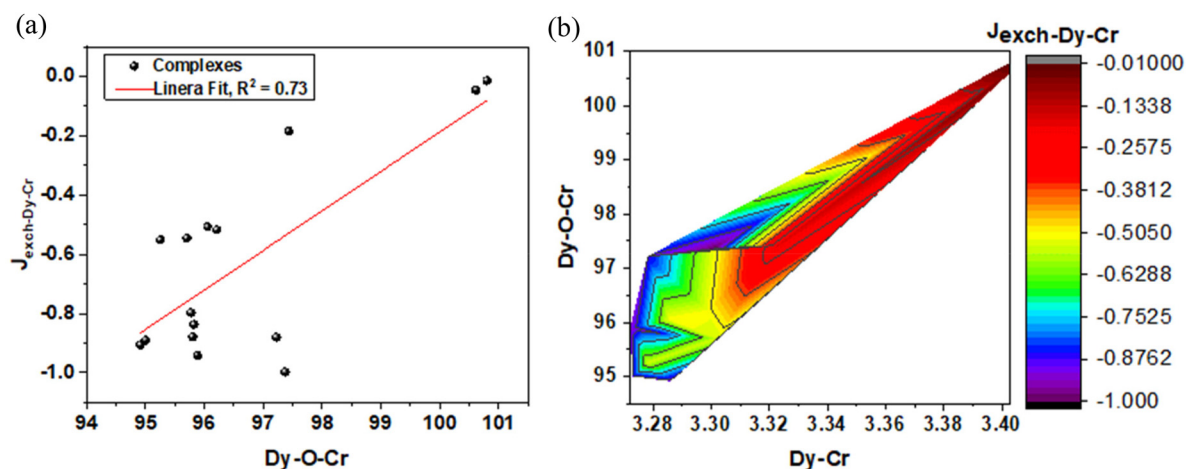 (a)
Complexes
Linera Fit, R² = 0.73
0.0
-0.2
-0.4
-0.6
-0.8
-1.0
J_exch-Dy-Cr
94 95 96 97 98 99 100 101
Dy-O-Cr
(b)
J_exch-Dy-Cr
101
100
99
98
97
96
95
Dy-O-Cr
3.28 3.30 3.32 3.34 3.36 3.38 3.40
Dy-Cr
-0.01000
-0.1338
-0.2575
-0.3812
-0.5050
-0.6288
-0.7525
-0.8762
-1.000